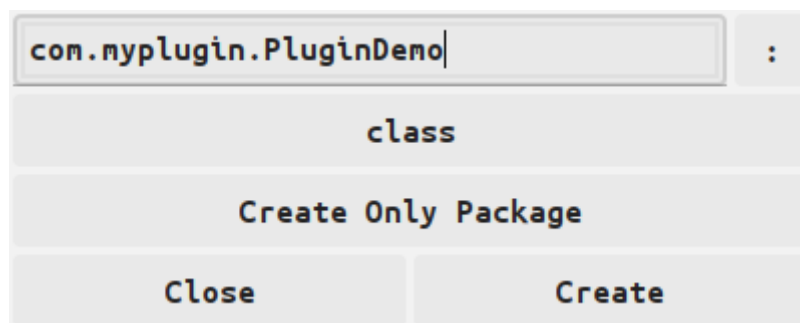 com.myplugin.PluginDemo :
class
Create Only Package
Close Create